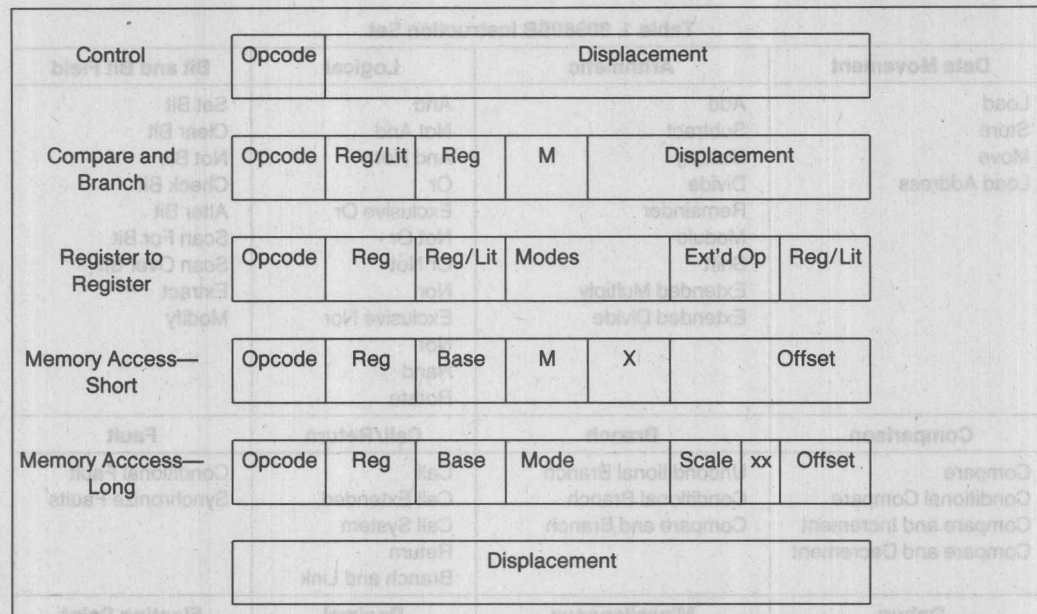 Control Opcode Displacement
Compare and Branch Opcode Reg/Lit Reg M Displacement
Register to Register Opcode Reg Reg/Lit Modes Ext'd Op Reg/Lit
Memory Access—Short Opcode Reg Base M X Offset
Memory Acccess—Long Opcode Reg Base Mode Scale xx Offset
Displacement